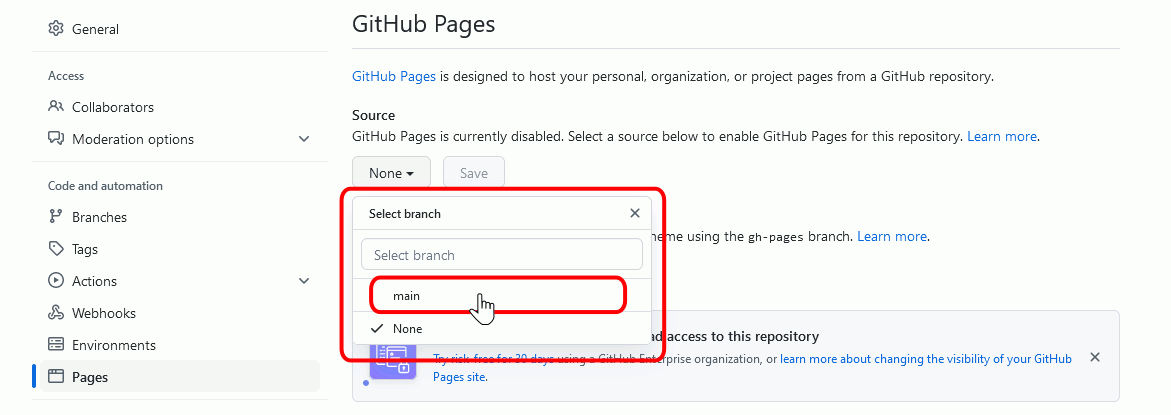 General
Access
Collaborators
Moderation options
Code and automation
Branches
Tags
Actions
Webhooks
Environments
Pages
GitHub Pages
GitHub Pages is designed to host your personal, organization, or project pages from a GitHub repository.
Source
GitHub Pages is currently disabled. Select a source below to enable GitHub Pages for this repository. Learn more.
None
Save
Select branch
eme using the gh-pages branch. Learn more.
Select branch
main
None
ad access to this repository
Try risk-free for 30 days using a GitHub Enterprise organization, or learn more about changing the visibility of your GitHub
Pages site.